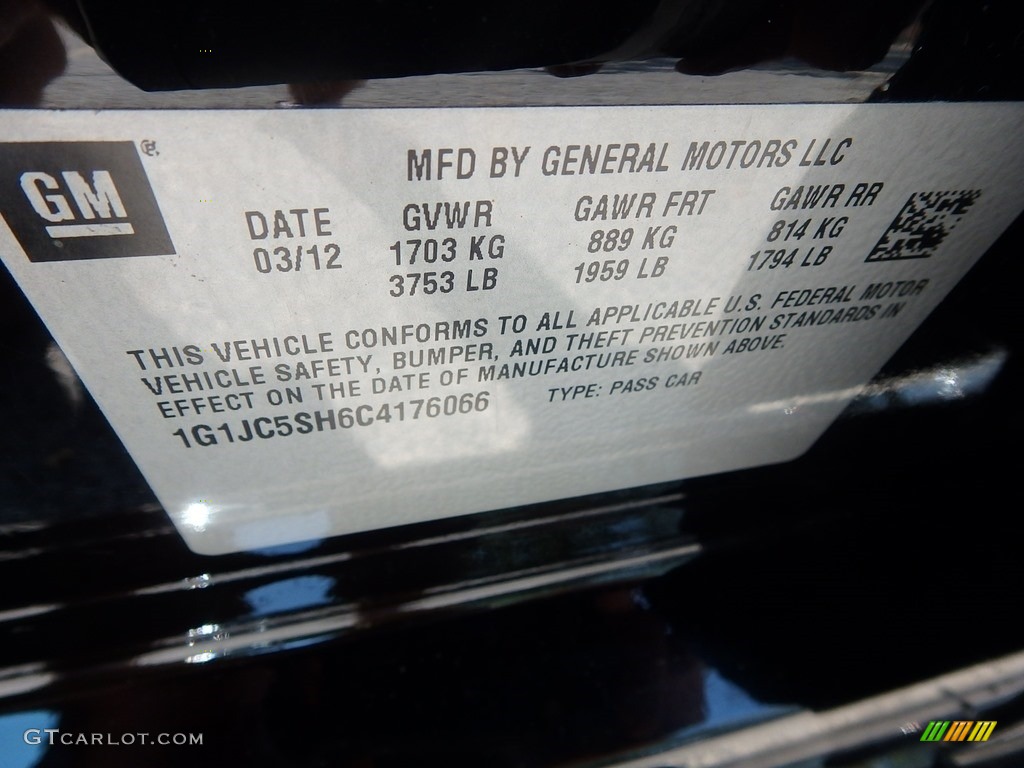 GM
MFD BY GENERAL MOTORS LLC
DATE GVWR GAWR FRT GAWR RR
03/12 1703 KG 889 KG 814 KG
3753 LB 1959 LB 1794 LB
THIS VEHICLE CONFORMS TO ALL APPLICABLE U.S. FEDERAL MOTOR
VEHICLE SAFETY, BUMPER, AND THEFT PREVENTION STANDARDS IN
EFFECT ON THE DATE OF MANUFACTURE SHOWN ABOVE.
1G1JC5SH6C4176066 TYPE: PASS CAR
GTCARLOT.COM